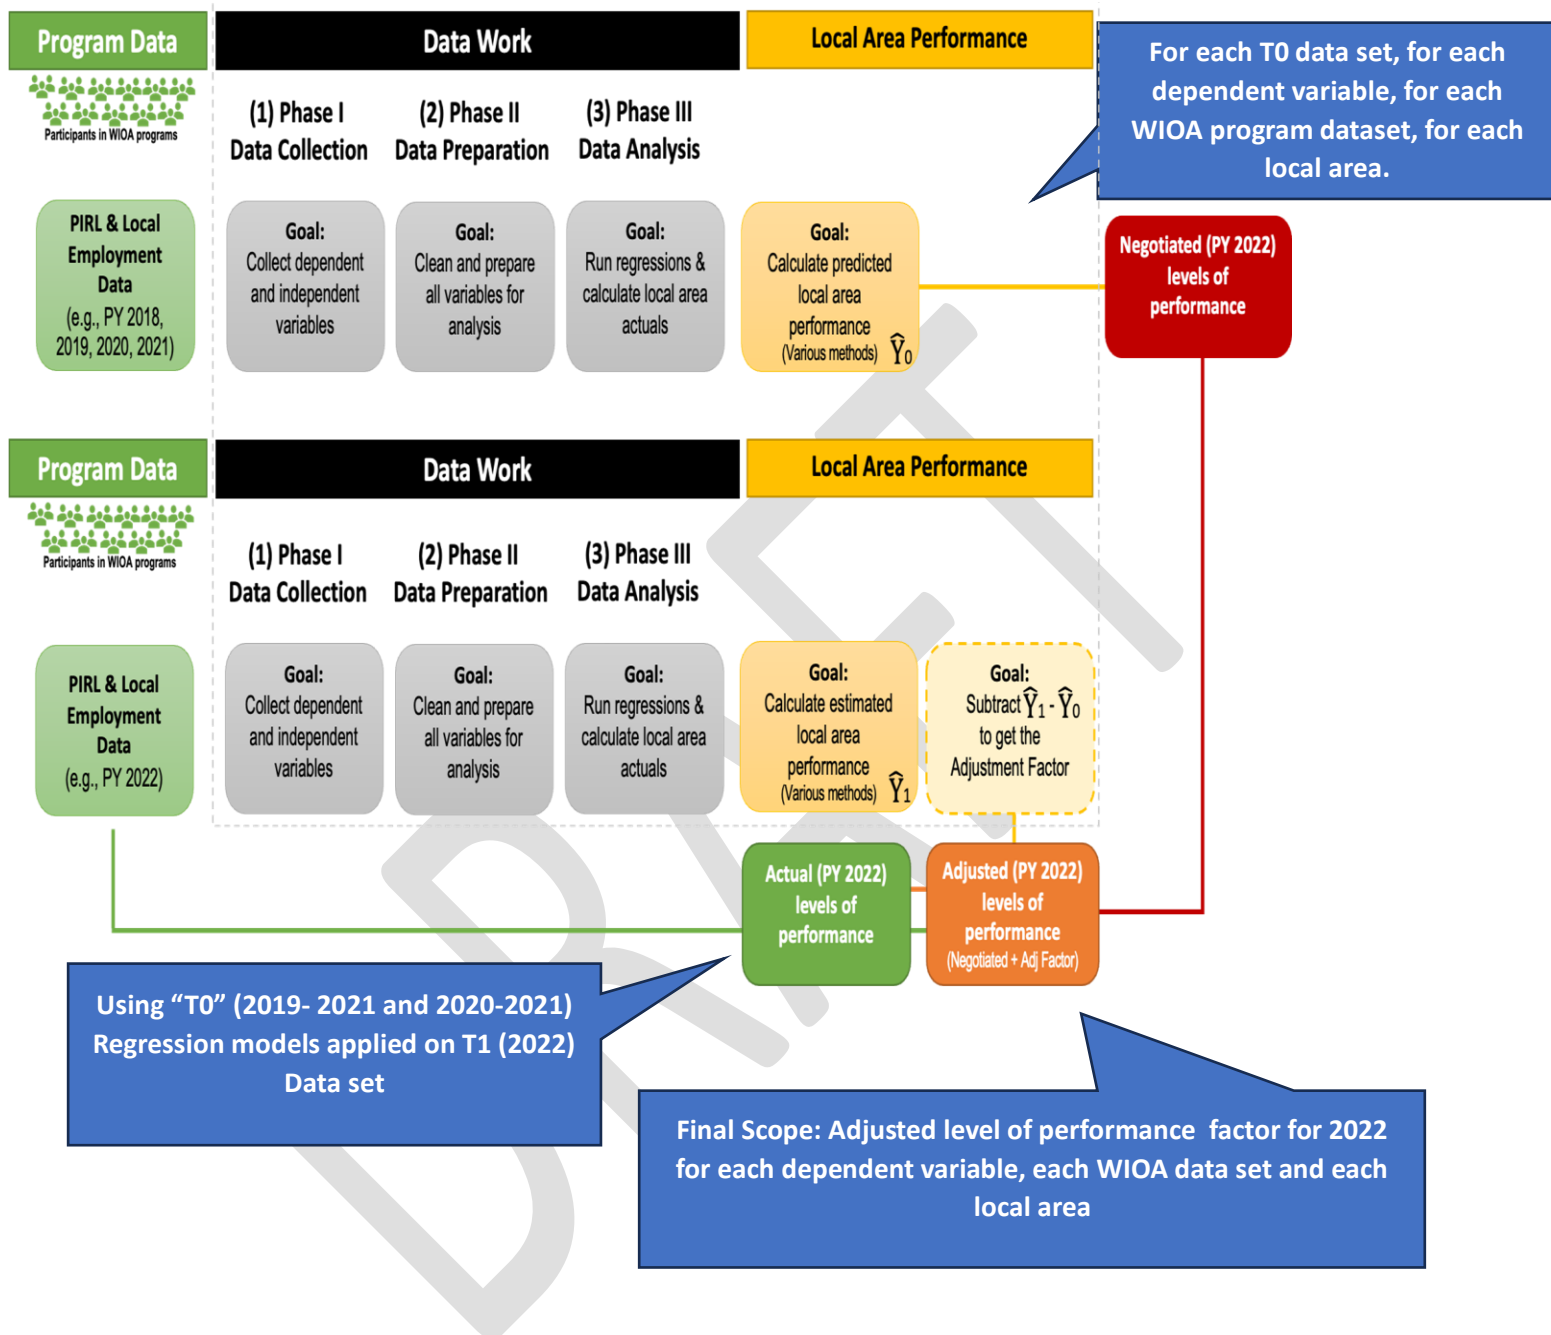 Program Data
Data Work
Local Area Performance
Participants in WIOA programs
(1) Phase I
Data Collection
(2) Phase II
Data Preparation
(3) Phase III
Data Analysis
For each T0 data set, for each
dependent variable, for each
WIOA program dataset, for each
local area.
PIRL & Local
Employment
Data
(e.g., PY 2018,
2019, 2020, 2021)
Goal:
Collect dependent
and independent
variables
Goal:
Clean and prepare
all variables for
analysis
Goal:
Run regressions &
calculate local area
actuals
Goal:
Calculate predicted
local area
performance
(Various methods) Ŷ₀
Negotiated (PY 2022)
levels of
performance
Program Data
Data Work
Local Area Performance
Participants in WIOA programs
(1) Phase I
Data Collection
(2) Phase II
Data Preparation
(3) Phase III
Data Analysis
PIRL & Local
Employment
Data
(e.g., PY 2022)
Goal:
Collect dependent
and independent
variables
Goal:
Clean and prepare
all variables for
analysis
Goal:
Run regressions &
calculate local area
actuals
Goal:
Calculate estimated
local area
performance
(Various methods) Ŷ₁
Goal:
Subtract Ŷ₁ - Ŷ₀
to get the
Adjustment Factor
Actual (PY 2022)
levels of
performance
Adjusted (PY 2022)
levels of
performance
(Negotiated + Adj Factor)
Using “T0” (2019- 2021 and 2020-2021)
Regression models applied on T1 (2022)
Data set
Final Scope: Adjusted level of performance factor for 2022
for each dependent variable, each WIOA data set and each
local area
DRAFT